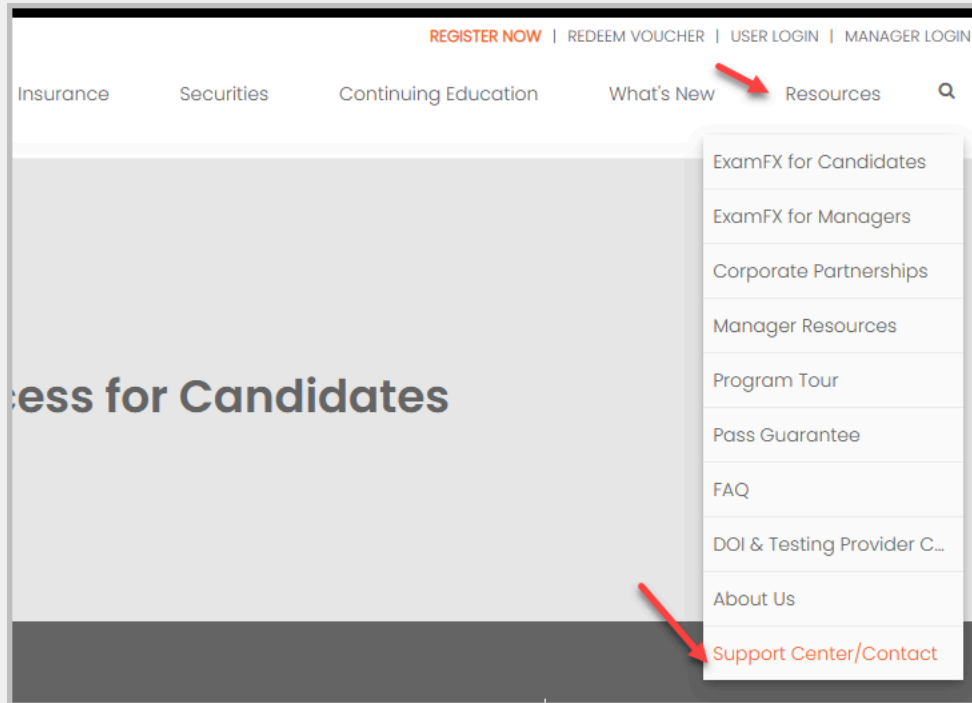 REGISTER NOW | REDEEM VOUCHER | USER LOGIN | MANAGER LOGIN
Insurance Securities Continuing Education What's New Resources
ExamFX for Candidates
ExamFX for Managers
Corporate Partnerships
Manager Resources
Program Tour
cess for Candidates
Pass Guarantee
FAQ
DOI & Testing Provider C...
About Us
Support Center/Contact